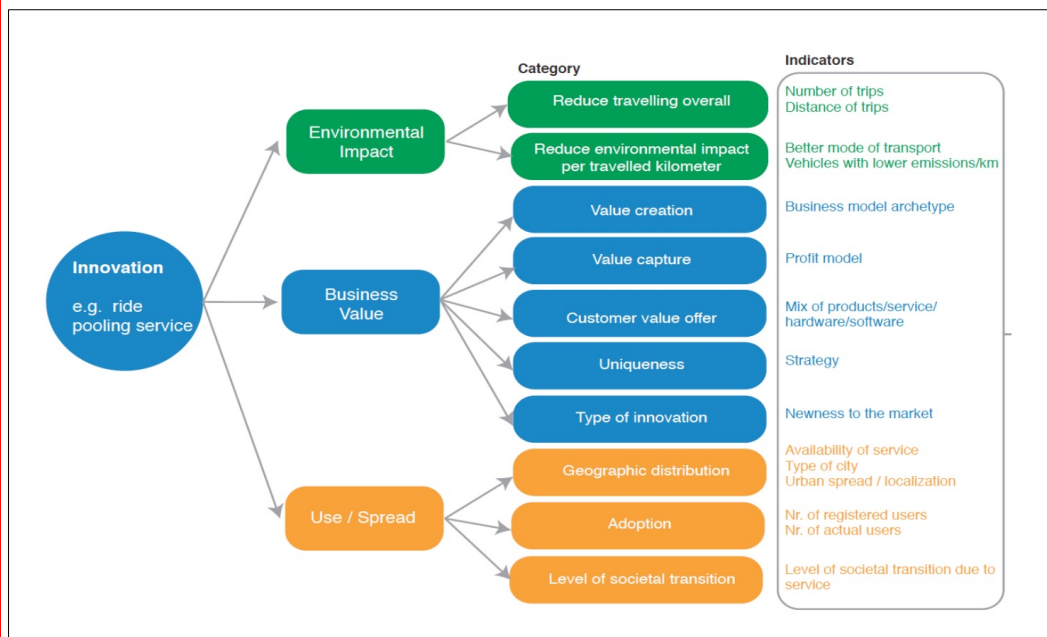 Category
Indicators
Innovation
e.g. ride
pooling service
Environmental
Impact
Reduce travelling overall
Number of trips
Distance of trips
Reduce environmental impact
per travelled kilometer
Better mode of transport
Vehicles with lower emissions/km
Business
Value
Value creation
Business model archetype
Value capture
Profit model
Customer value offer
Mix of products/service/
hardware/software
Uniqueness
Strategy
Type of innovation
Newness to the market
Use / Spread
Geographic distribution
Availability of service
Type of city
Urban spread / localization
Adoption
Nr. of registered users
Nr. of actual users
Level of societal transition
Level of societal transition due to
service